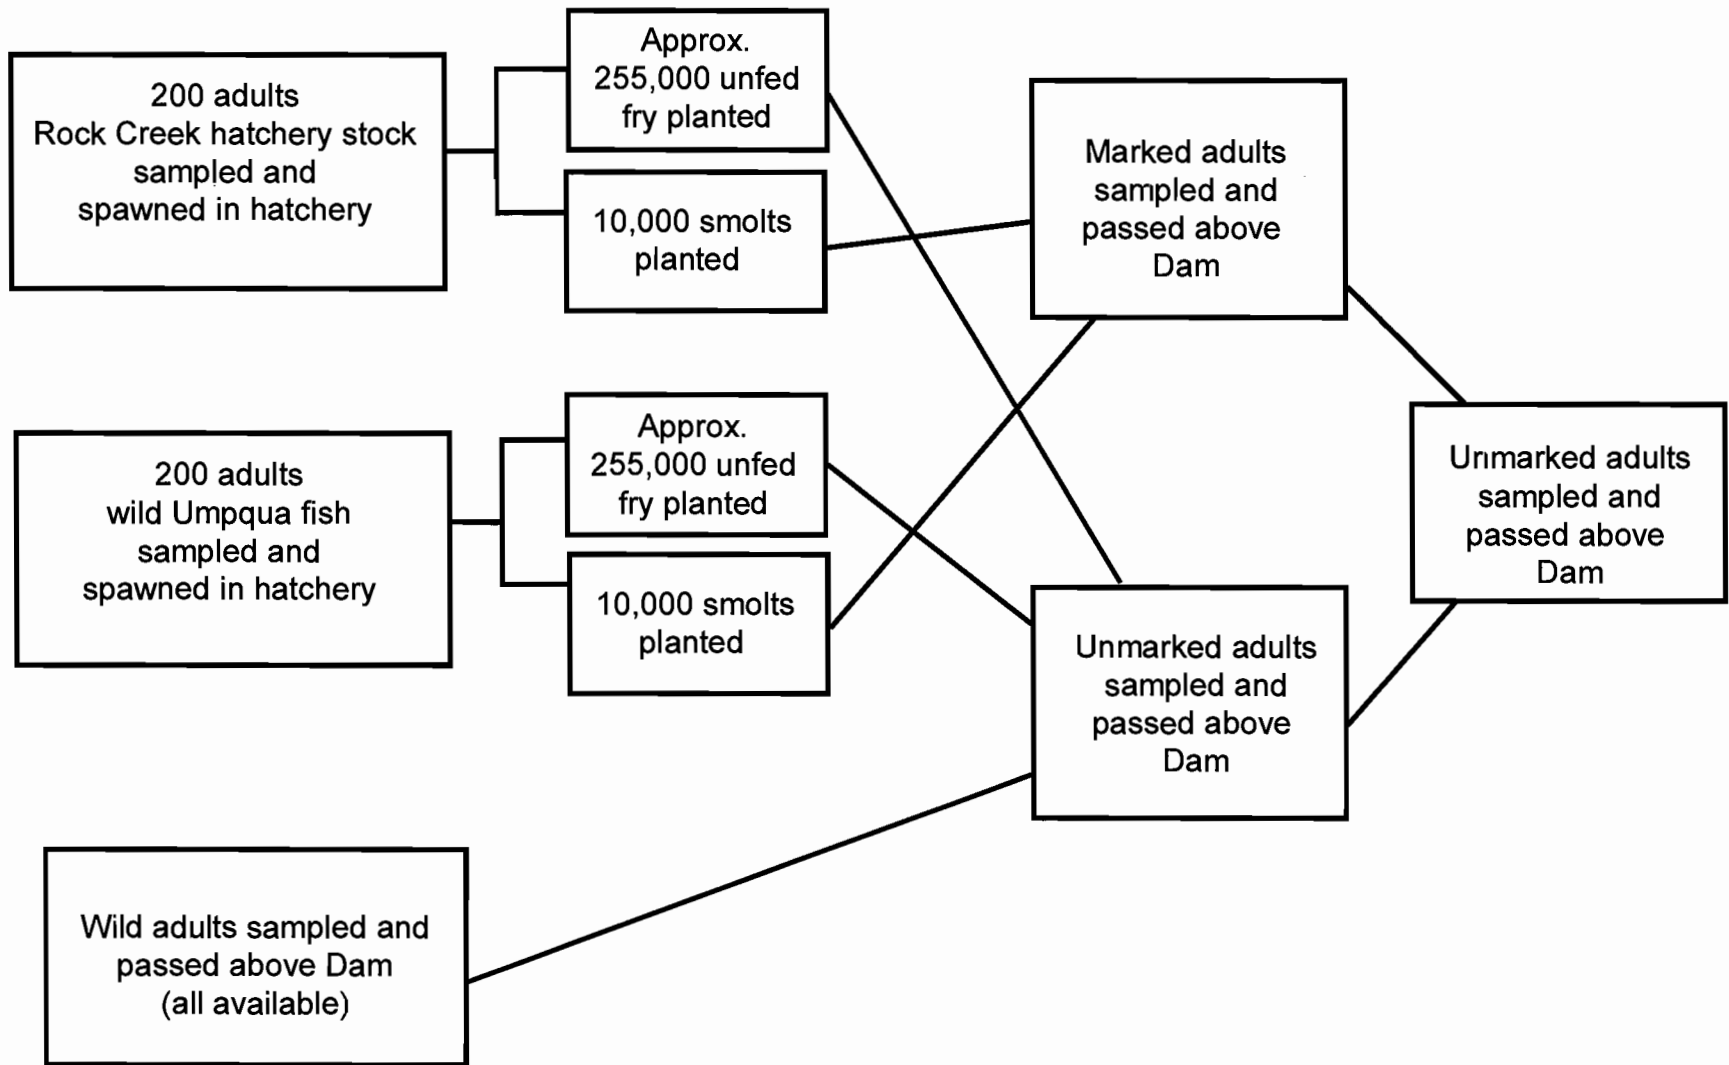 200 adults
Rock Creek hatchery stock
sampled and
spawned in hatchery
Approx.
255,000 unfed
fry planted
10,000 smolts
planted
Marked adults
sampled and
passed above
Dam
200 adults
wild Umpqua fish
sampled and
spawned in hatchery
Approx.
255,000 unfed
fry planted
10,000 smolts
planted
Unmarked adults
sampled and
passed above
Dam
Unmarked adults
sampled and
passed above
Dam
Wild adults sampled and
passed above Dam
(all available)